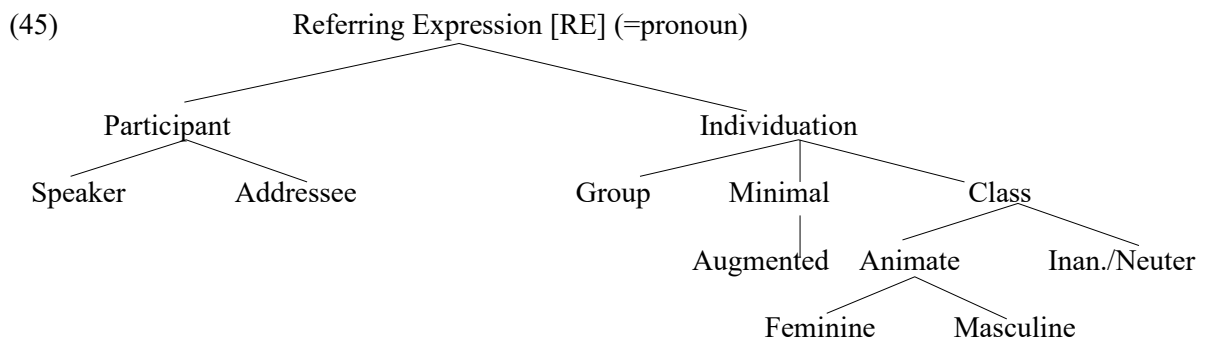 (45) Referring Expression [RE] (=pronoun)
Participant Individuation
Speaker Addressee Group Minimal Class
Augmented Animate Inan./Neuter
Feminine Masculine